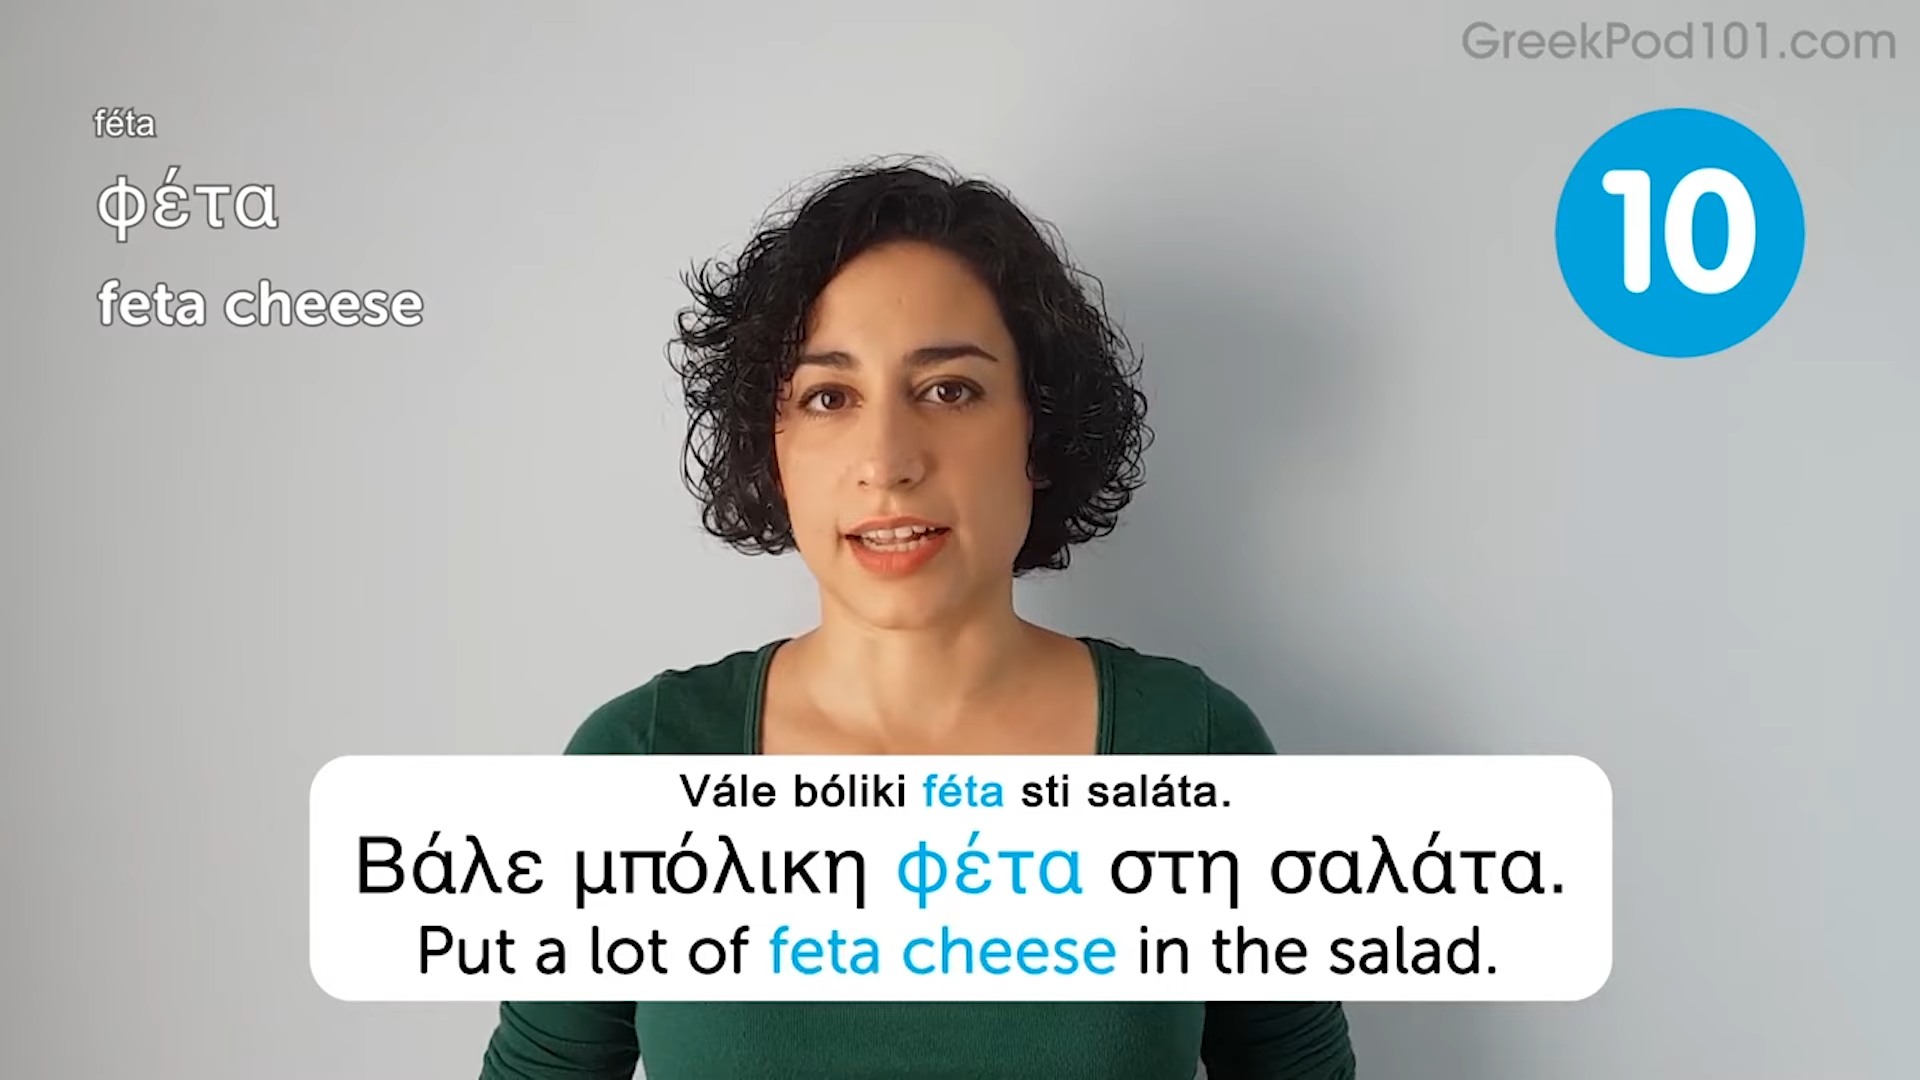 GreekPod101.com
féta
φέτα
feta cheese
10
Vále bóliki féta sti saláta.
Βάλε μπόλικη φέτα στη σαλάτα.
Put a lot of feta cheese in the salad.